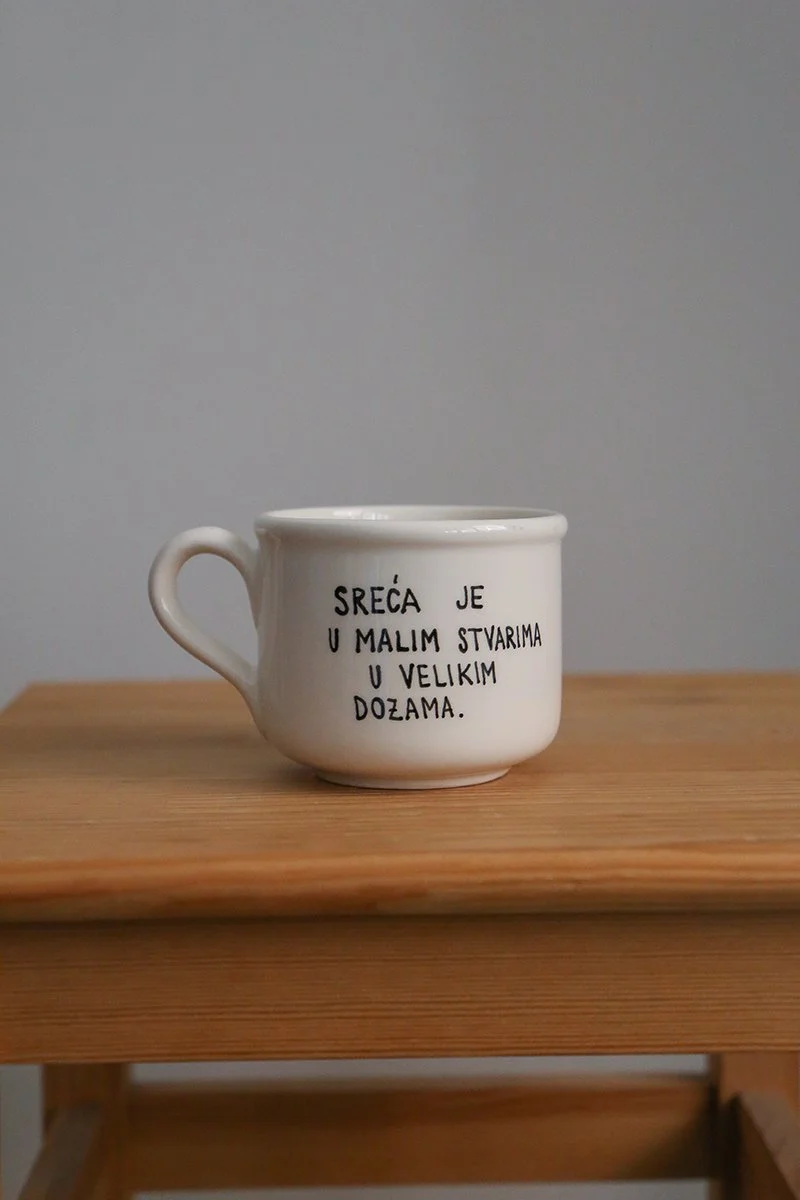 SREĆA JE
U MALIM STVARIMA
U VELIKIM
DOZAMA.